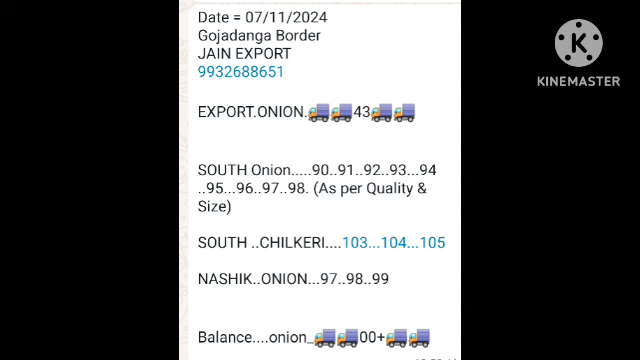 Date = 07/11/2024
Gojadanga Border
JAIN EXPORT
9932688651
EXPORT.ONION.🚛🚛43🚛🚛
SOUTH Onion.....90..91..92..93...94
..95...96..97..98. (As per Quality &
Size)
SOUTH ..CHILKERI....103...104...105
NASHIK..ONION...97..98..99
Balance....onion_🚛🚛00+🚛🚛
K
KINEMASTER